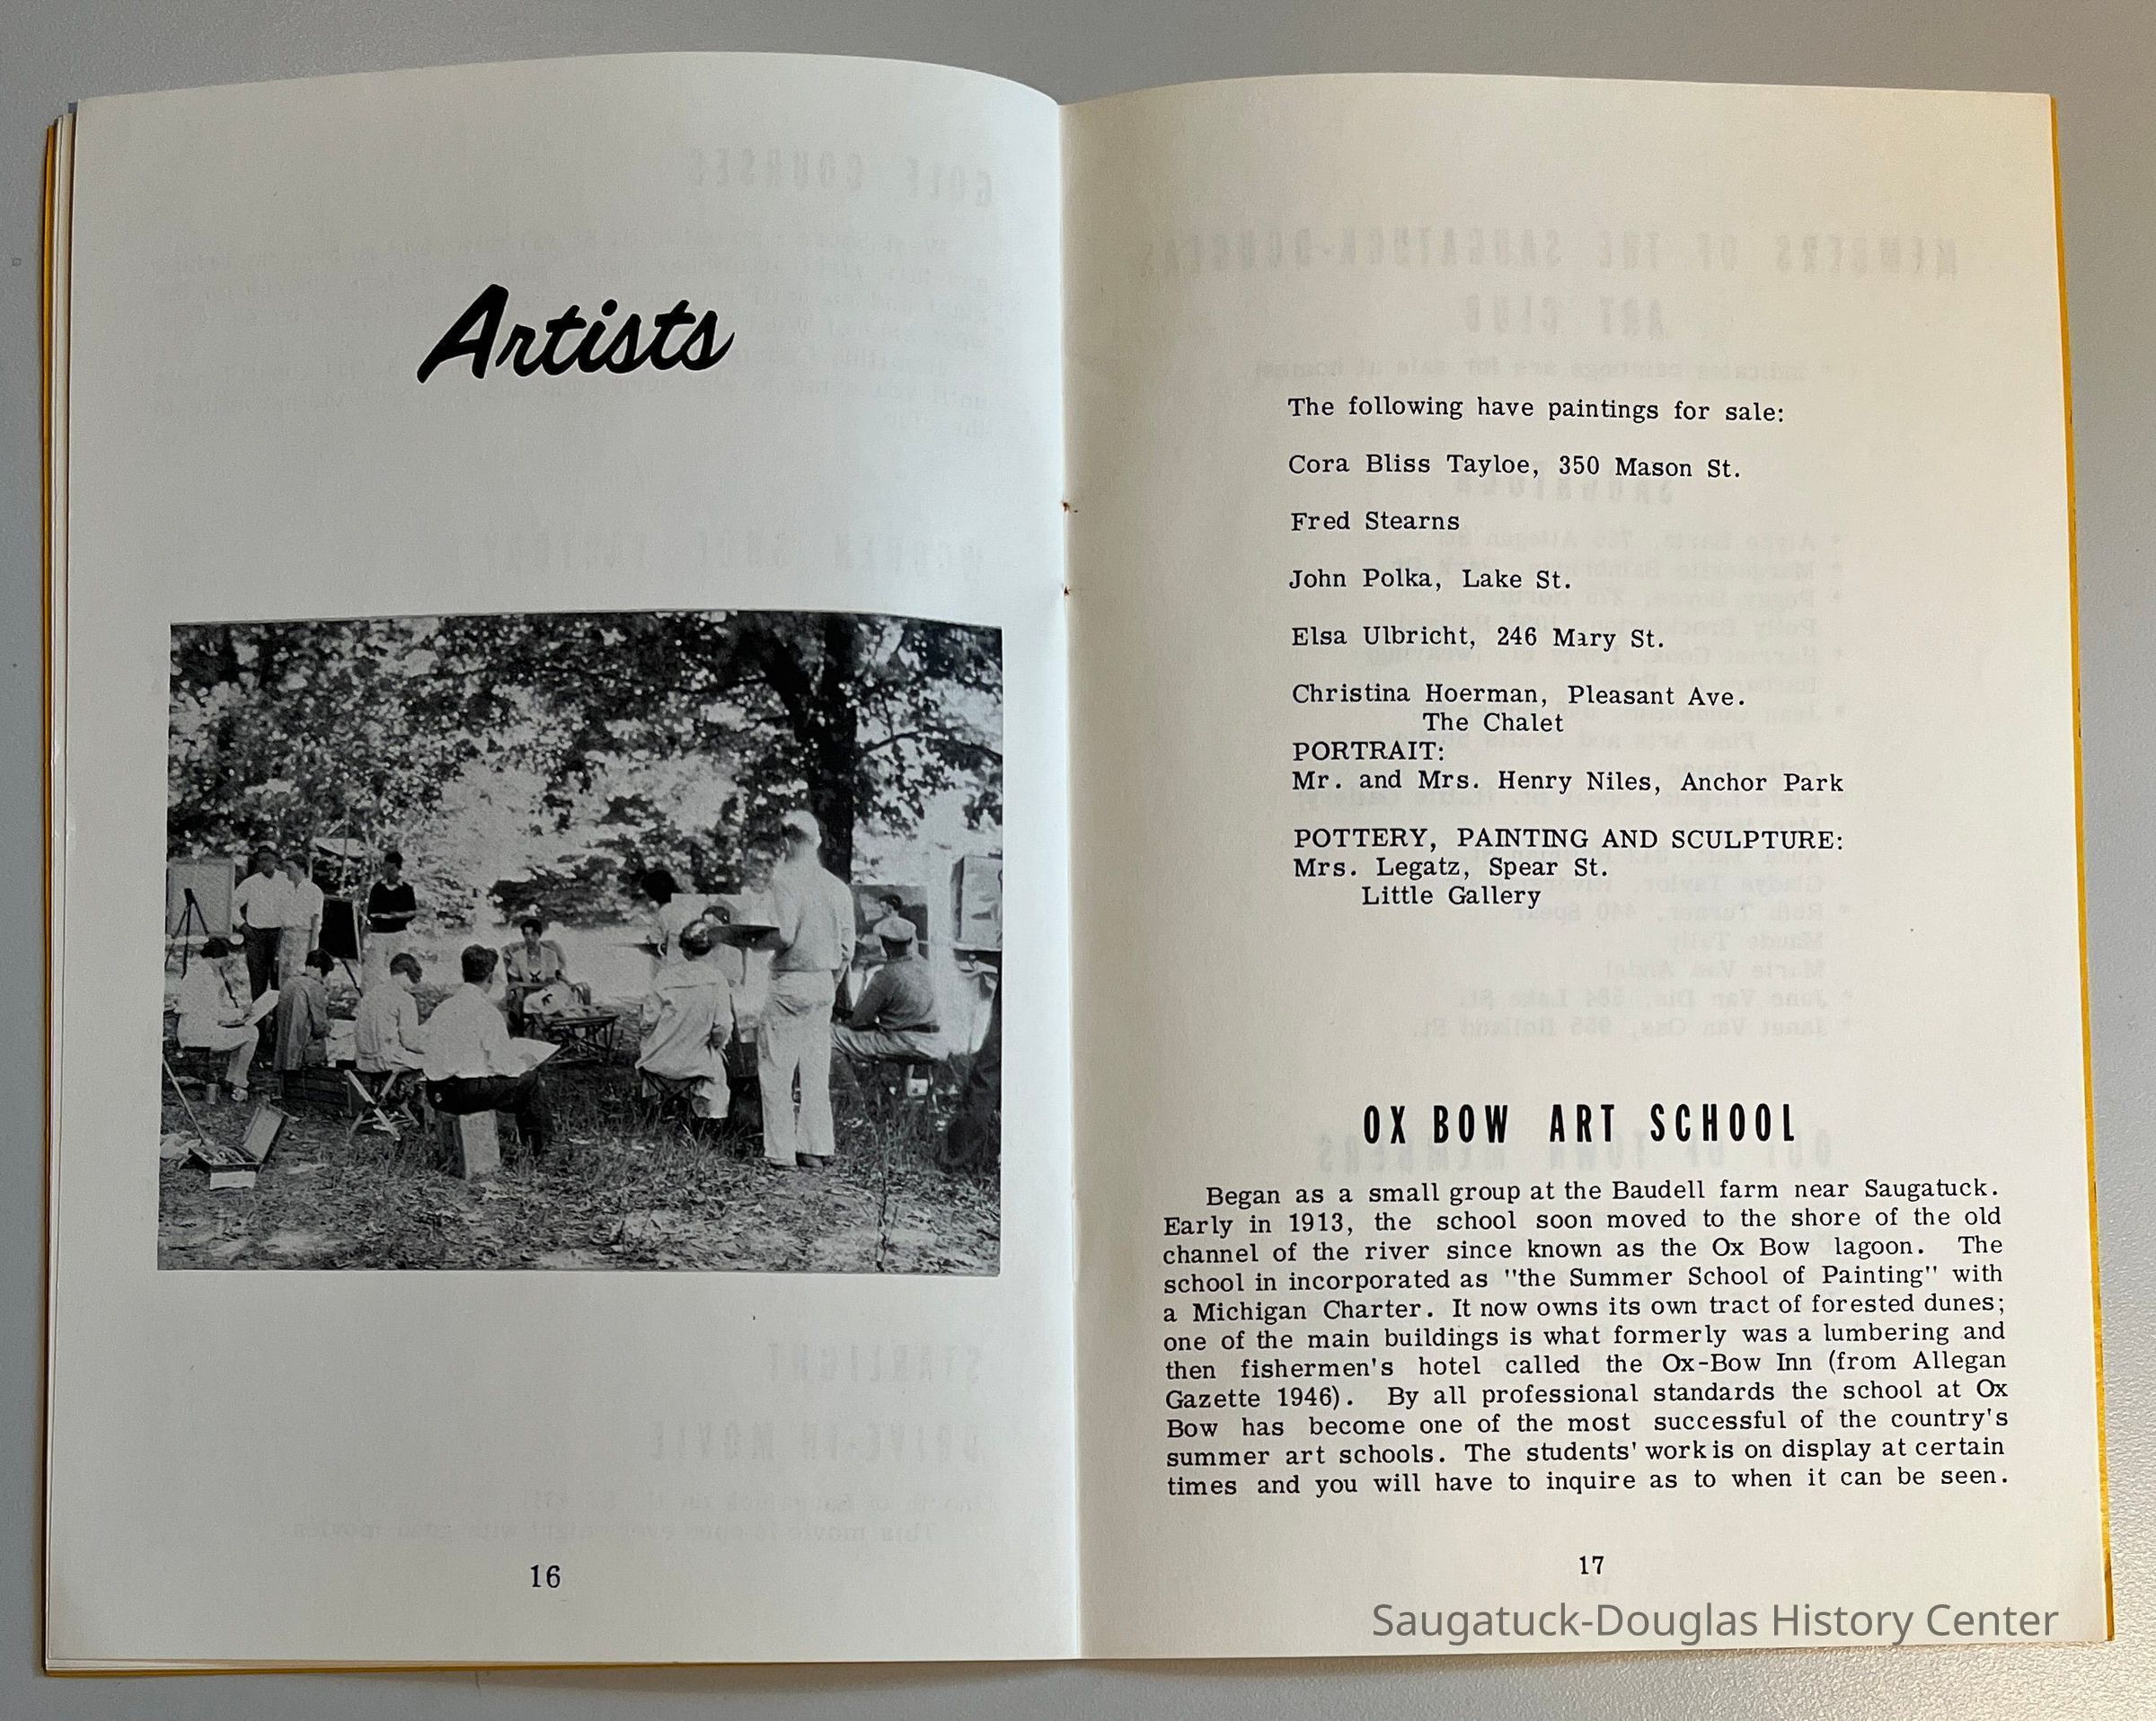 Artists
16
The following have paintings for sale:
Cora Bliss Tayloe, 350 Mason St.
Fred Stearns
John Polka, Lake St.
Elsa Ulbricht, 246 Mary St.
Christina Hoerman, Pleasant Ave.
The Chalet
PORTRAIT:
Mr. and Mrs. Henry Niles, Anchor Park
POTTERY, PAINTING AND SCULPTURE:
Mrs. Legatz, Spear St.
Little Gallery
OX BOW ART SCHOOL
Began as a small group at the Baudell farm near Saugatuck.
Early in 1913, the school soon moved to the shore of the old
channel of the river since known as the Ox Bow lagoon. The
school in incorporated as "the Summer School of Painting" with
a Michigan Charter. It now owns its own tract of forested dunes;
one of the main buildings is what formerly was a lumbering and
then fishermen's hotel called the Ox-Bow Inn (from Allegan
Gazette 1946). By all professional standards the school at Ox
Bow has become one of the most successful of the country's
summer art schools. The students' work is on display at certain
times and you will have to inquire as to when it can be seen.
17
Saugatuck-Douglas History Center